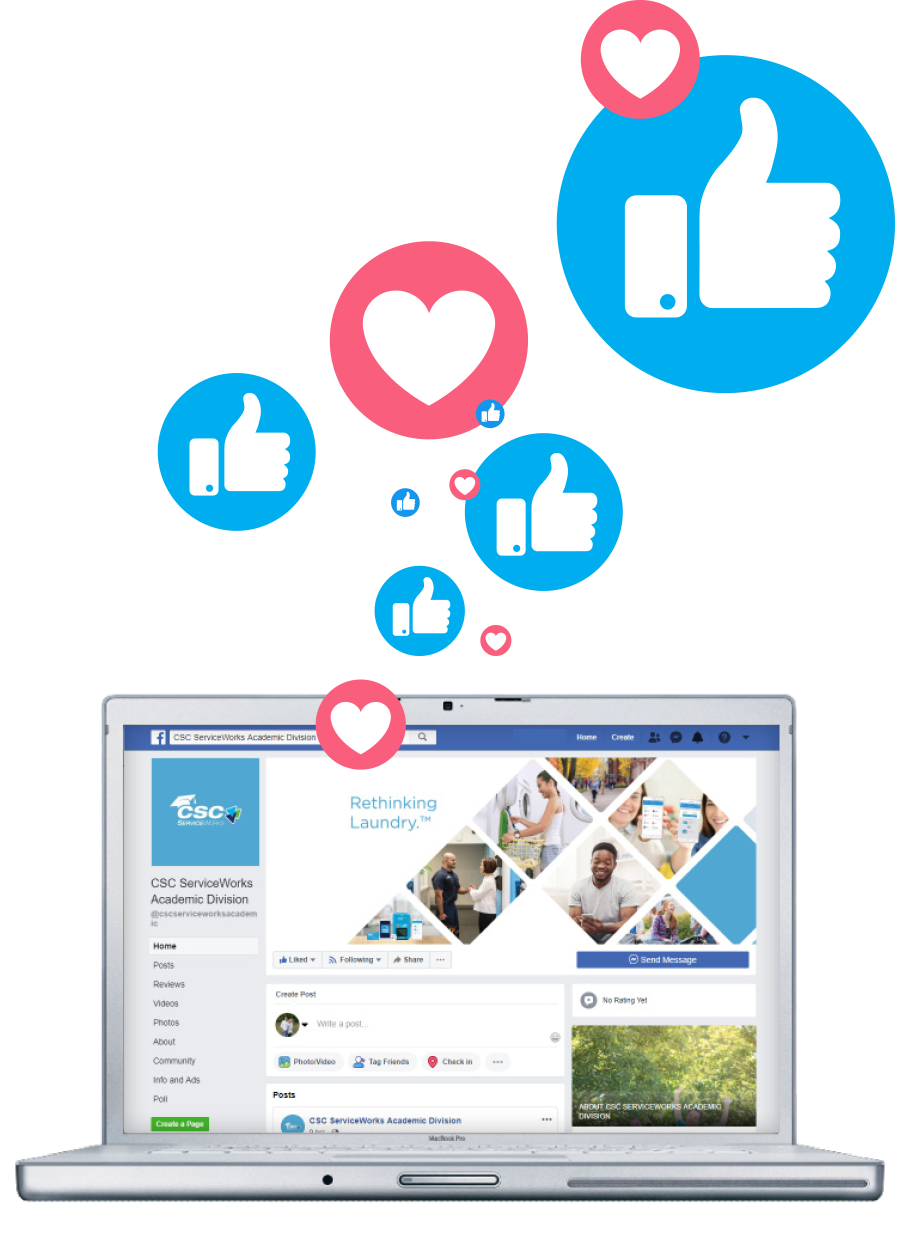 CSC ServiceWorks Academic Division
Home
Create
CSC
SERVICEWORKS
Rethinking
Laundry.™
CSC ServiceWorks
Academic Division
@cscserviceworksacadem
ic
Home
Posts
Reviews
Videos
Photos
About
Community
Info and Ads
Poll
Create a Page
Liked
Following
Share
Send Message
Create Post
Write a post...
Photo/Video
Tag Friends
Check in
No Rating Yet
ABOUT CSC SERVICEWORKS ACADEMIC
DIVISION
Posts
CSC ServiceWorks Academic Division
MacBook Pro